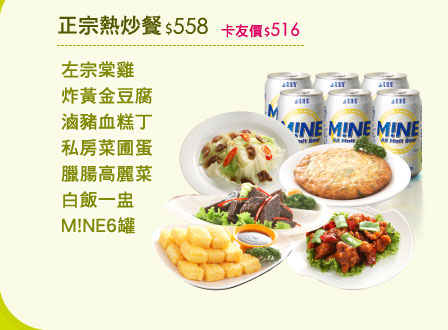 正宗熱炒餐 $558 卡友價$516
左宗棠雞
炸黃金豆腐
滷豬血糕丁
私房菜圃蛋
臘腸高麗菜
白飯一盅
M!NE6罐
M!NE M!NE M!NE
All Malt Beer